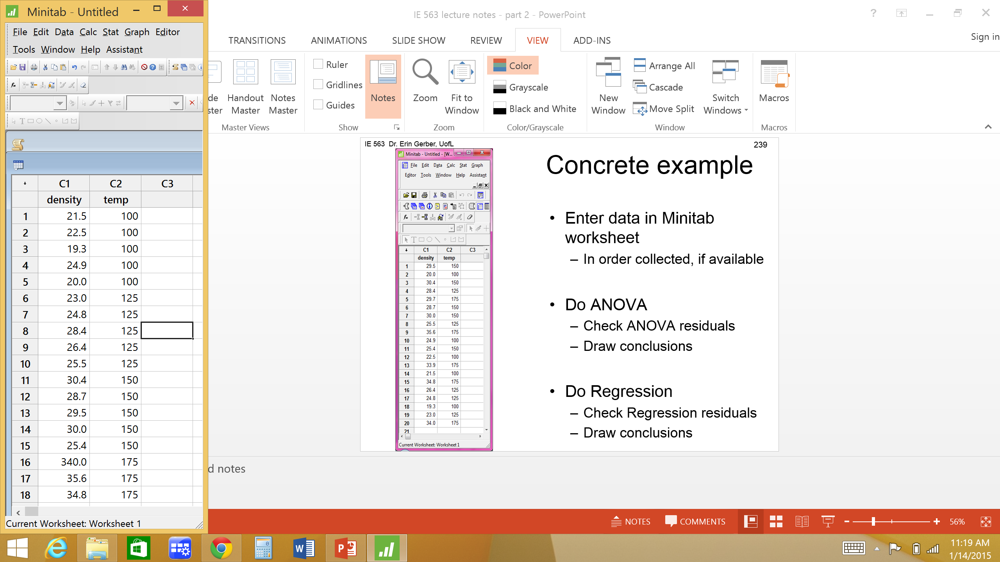 Minitab - Untitled
File Edit Data Calc Stat Graph Editor
Tools Window Help Assistant
C1 C2 C3
density temp
1 21.5 100
2 22.5 100
3 19.3 100
4 24.9 100
5 20.0 100
6 23.0 125
7 24.8 125
8 28.4 125
9 26.4 125
10 25.5 125
11 30.4 150
12 28.7 150
13 29.5 150
14 30.0 150
15 25.4 150
16 340.0 175
17 35.6 175
18 34.8 175
Current Worksheet: Worksheet 1
IE 563 lecture notes - part 2 - PowerPoint
Sign in
TRANSITIONS ANIMATIONS SLIDE SHOW REVIEW VIEW ADD-INS
de
ster
Handout
Master
Notes
Master
Master Views
Ruler
Gridlines
Guides
Notes
Show
Zoom
Fit to
Window
Zoom
Color
Grayscale
Black and White
Color/Grayscale
New
Window
Arrange All
Cascade
Move Split
Switch
Windows
Window
Macros
Macros
IE 563 Dr. Erin Gerber, UofL
239
Minitab - Untitled - [W...
File Edit Data Calc Stat Graph
Editor Tools Window Help Assistant
C1 C2 C3
density temp
1 29.5 150
2 20.0 100
3 30.4 150
4 28.4 125
5 29.7 175
6 28.7 150
7 30.0 150
8 25.5 125
9 35.6 175
10 24.9 100
11 25.4 150
12 22.5 100
13 33.9 175
14 21.5 100
15 34.8 175
16 26.4 125
17 24.8 125
18 19.3 100
19 23.0 125
20 34.0 175
21
Current Worksheet: Worksheet 1
Concrete example
• Enter data in Minitab
worksheet
– In order collected, if available
• Do ANOVA
– Check ANOVA residuals
– Draw conclusions
• Do Regression
– Check Regression residuals
– Draw conclusions
d notes
NOTES COMMENTS 56%
11:19 AM
1/14/2015